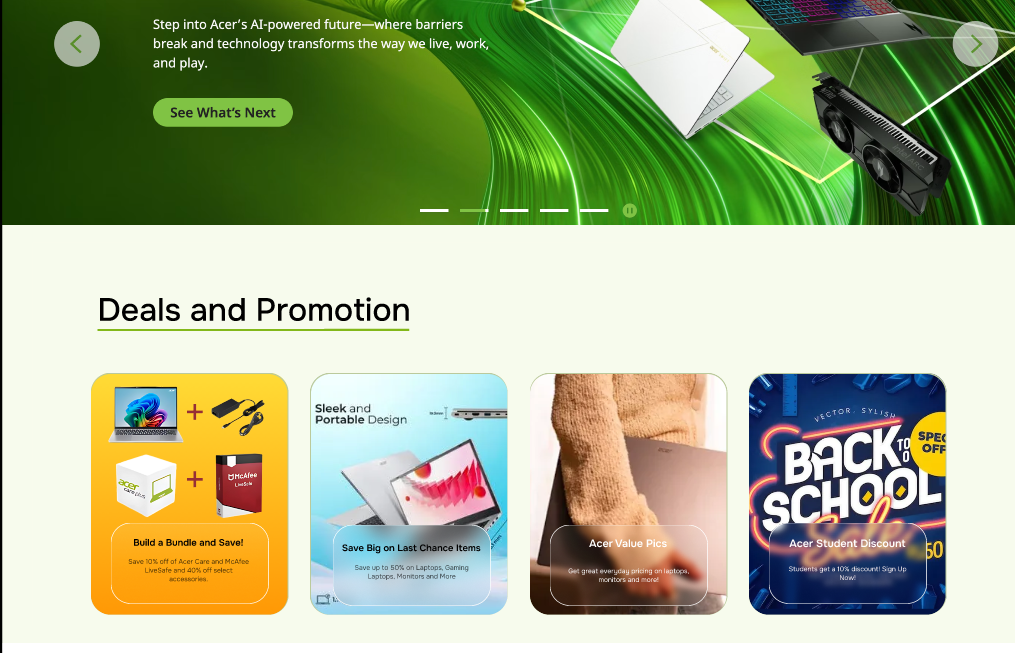 Step into Acer's AI-powered future—where barriers
break and technology transforms the way we live, work,
and play.
See What's Next
Deals and Promotion
acer
care plus
McAfee
LiveSafe
Build a Bundle and Save!
Save 10% off of Acer Care and McAfee
LiveSafe and 40% off select
accessories.
Sleek and
Portable Design
Save Big on Last Chance Items
Save up to 50% on Laptops, Gaming
Laptops, Monitors and More
Acer Value Pics
Get great everyday pricing on laptops,
monitors and more!
VECTOR SYLISH
BACK
TO
SCHOOL
SPEC
OFF
50
Acer Student Discount
Students get a 10% discount! Sign Up
Now!